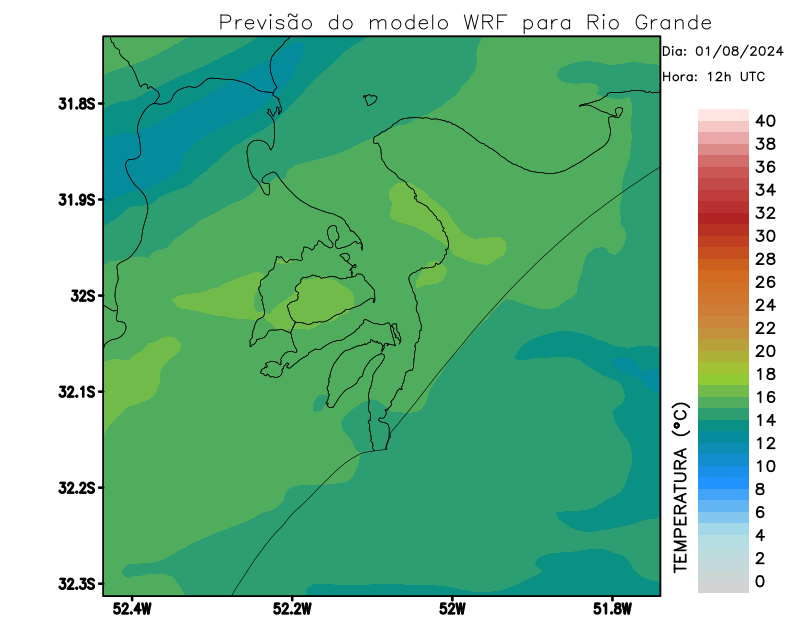 Previsão do modelo WRF para Rio Grande
Dia: 01/08/2024
Hora: 12h UTC
31.8S
31.9S
32S
32.1S
32.2S
32.3S
52.4W
52.2W
52W
51.8W
TEMPERATURA (°C)
40
38
36
34
32
30
28
26
24
22
20
18
16
14
12
10
8
6
4
2
0